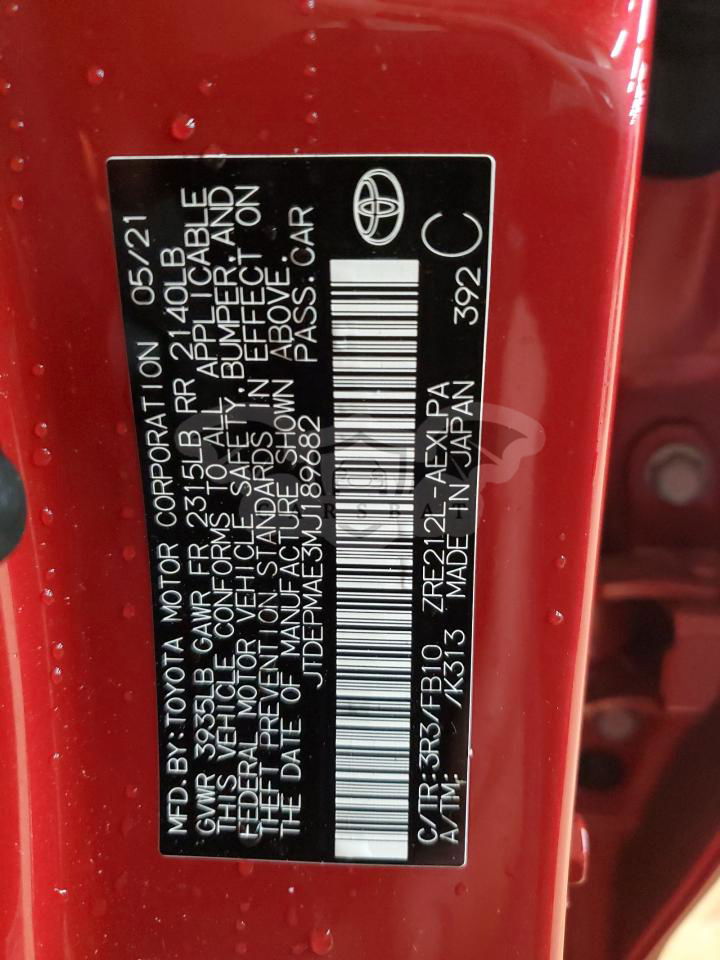 MFD. BY: TOYOTA MOTOR CORPORATION 05/21
GVWR 3935LB GAWR FR 2315LB RR 2140LB
THIS VEHICLE CONFORMS TO ALL APPLICABLE
FEDERAL MOTOR VEHICLE SAFETY, BUMPER, AND
THEFT PREVENTION STANDARDS IN EFFECT ON
THE DATE OF MANUFACTURE SHOWN ABOVE.
JTDEPMAE3MJ189682 PASS. CAR
C/TR: 3R3/FB10 ZRE212L-AEXLPA 392 C
A/TM: /K313 MADE IN JAPAN